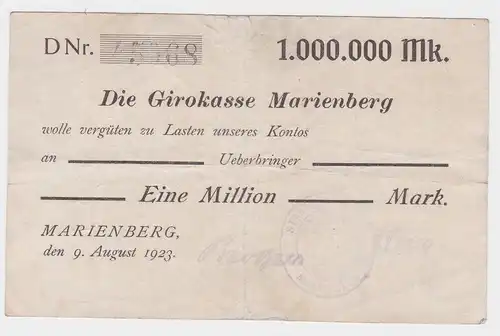 DNr. 1.000.000 Mk.
Die Girokasse Marienberg
wolle vergüten zu Lasten unseres Kontos
an Ueberbringer
Eine Million Mark.
MARIENBERG,
den 9. August 1923.